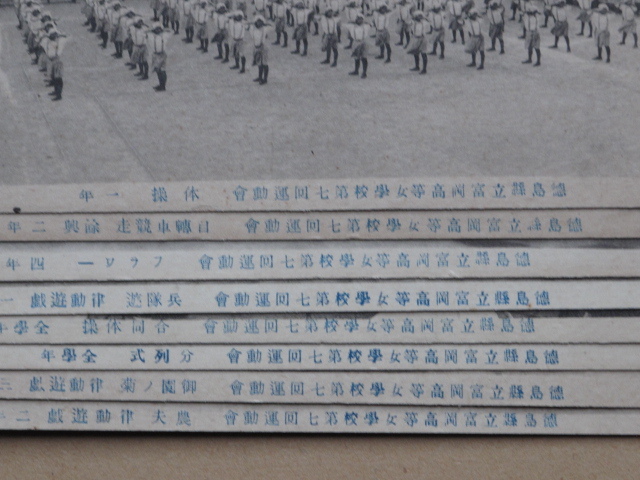 德島縣立富岡高等女學校第七回運動會 体操 一年
德島縣立富岡高等女學校第七回運動會 自轉車競走 餘興 二年
德島縣立富岡高等女學校第七回運動會 四年
德島縣立富岡高等女學校第七回運動會 兵隊遊 律動遊戯 一
德島縣立富岡高等女學校第七回運動會 合同体操 全學年
德島縣立富岡高等女學校第七回運動會 分列式 全學年
德島縣立富岡高等女學校第七回運動會 御園ノ菊 律動遊戯 三
德島縣立富岡高等女學校第七回運動會 農夫 律動遊戯 二年